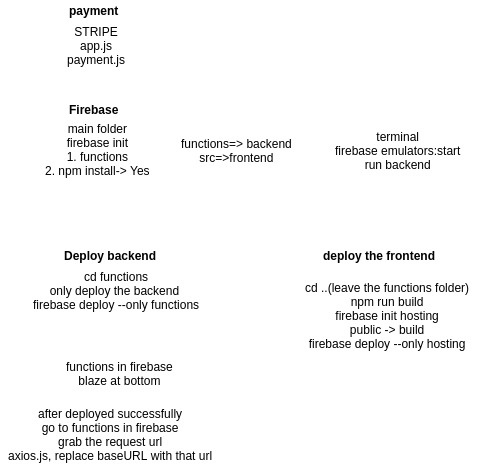 payment
STRIPE
app.js
payment.js
Firebase
main folder
firebase init
1. functions
2. npm install-> Yes
functions=> backend
src=>frontend
terminal
firebase emulators:start
run backend
Deploy backend
cd functions
only deploy the backend
firebase deploy --only functions
deploy the frontend
cd ..(leave the functions folder)
npm run build
firebase init hosting
public -> build
firebase deploy --only hosting
functions in firebase
blaze at bottom
after deployed successfully
go to functions in firebase
grab the request url
axios.js, replace baseURL with that url